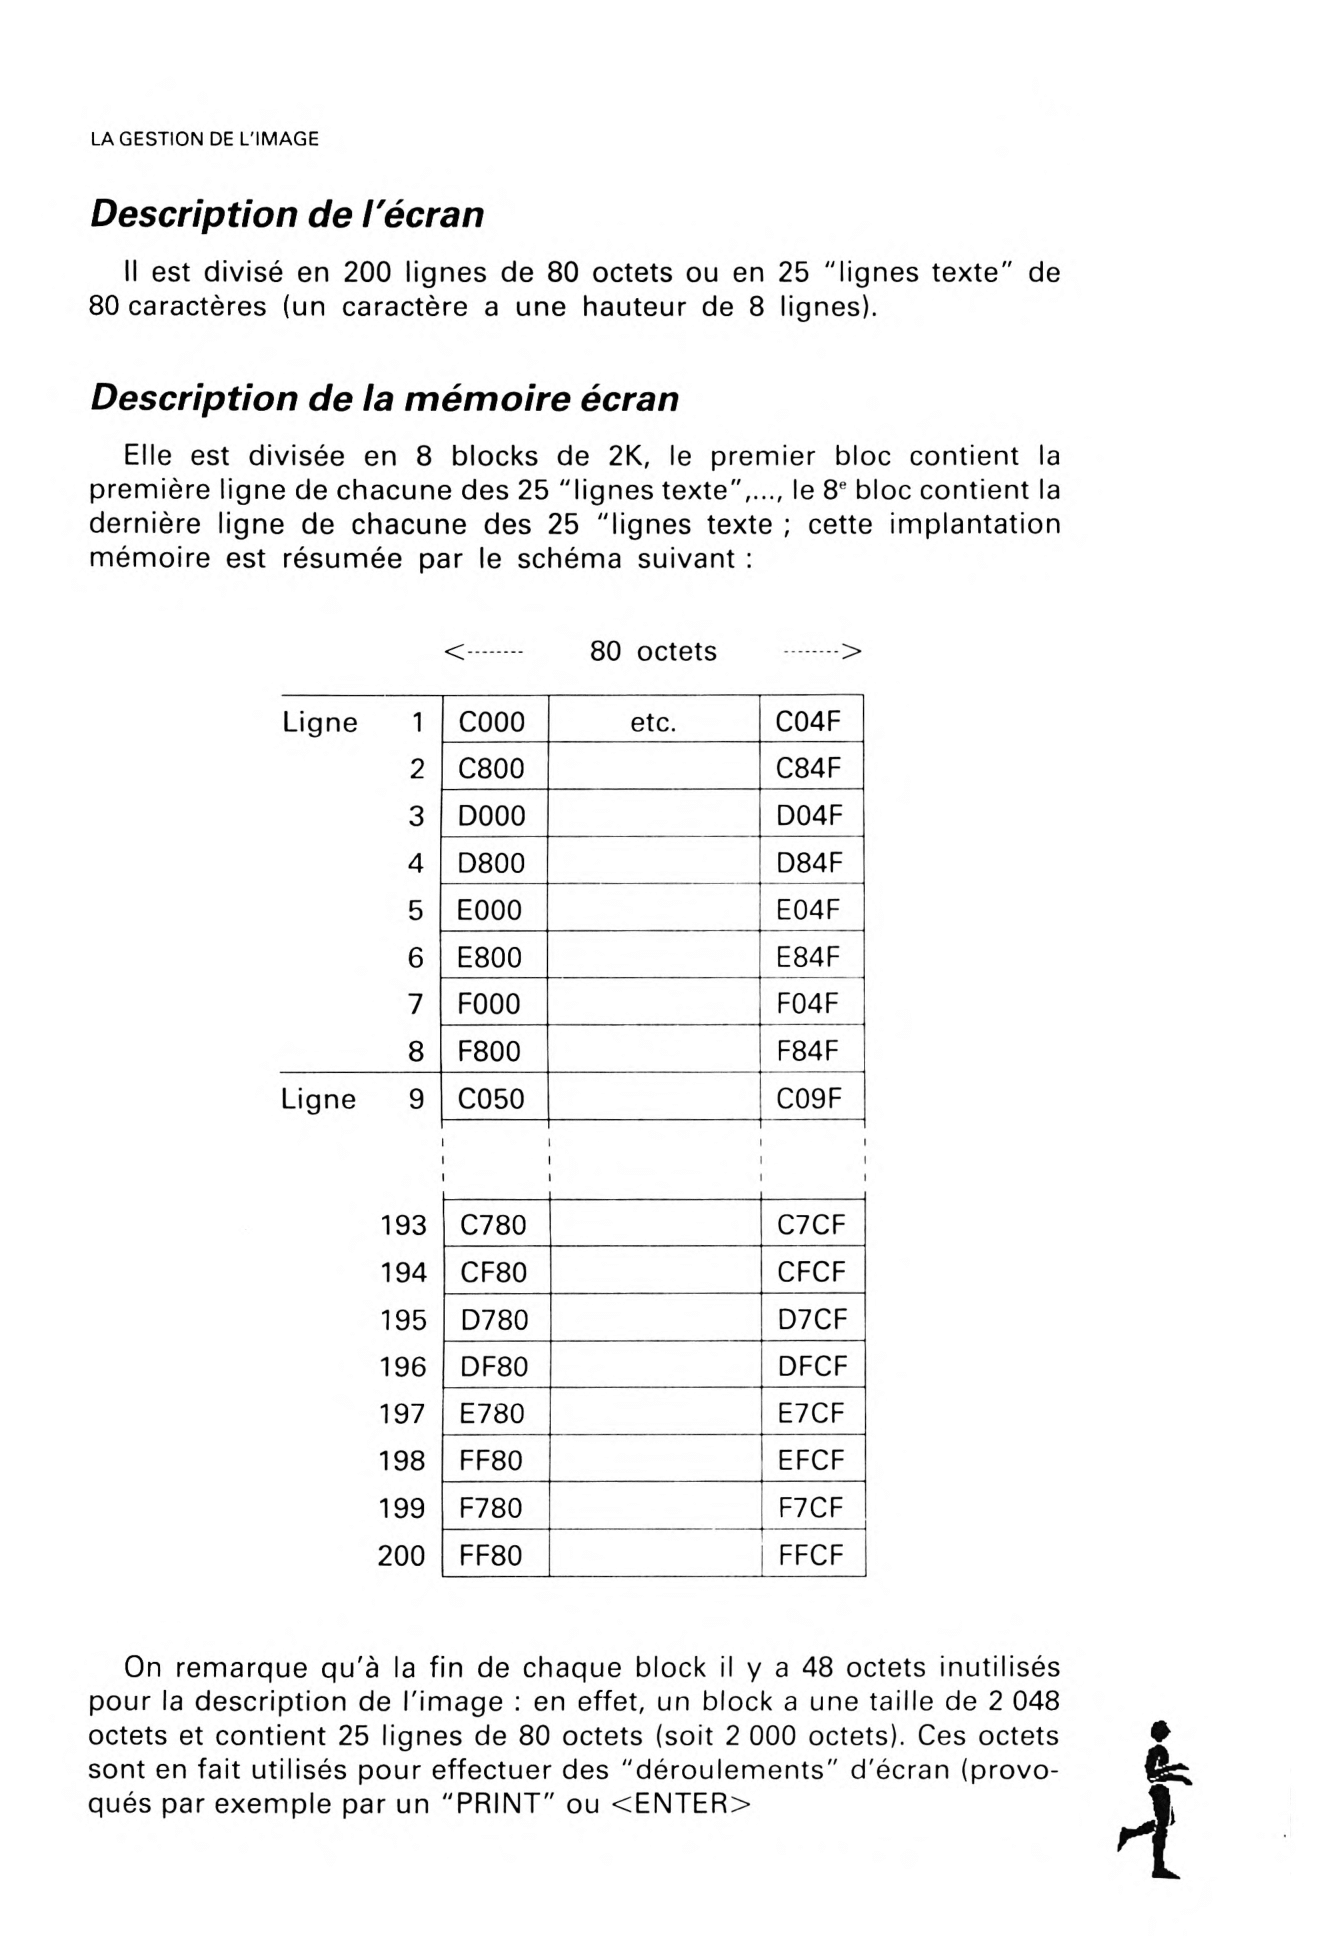 LA GESTION DE L'IMAGE
Description de l'écran
Il est divisé en 200 lignes de 80 octets ou en 25 "lignes texte" de
80 caractères (un caractère a une hauteur de 8 lignes).
Description de la mémoire écran
Elle est divisée en 8 blocks de 2K, le premier bloc contient la
première ligne de chacune des 25 "lignes texte",..., le 8e bloc contient la
dernière ligne de chacune des 25 "lignes texte ; cette implantation
mémoire est résumée par le schéma suivant :
<-------- 80 octets -------->
Ligne 1 C000 etc. C04F
2 C800 C84F
3 D000 D04F
4 D800 D84F
5 E000 E04F
6 E800 E84F
7 F000 F04F
8 F800 F84F
Ligne 9 C050 C09F
193 C780 C7CF
194 CF80 CFCF
195 D780 D7CF
196 DF80 DFCF
197 E780 E7CF
198 FF80 EFCF
199 F780 F7CF
200 FF80 FFCF
On remarque qu'à la fin de chaque block il y a 48 octets inutilisés
pour la description de l'image : en effet, un block a une taille de 2 048
octets et contient 25 lignes de 80 octets (soit 2 000 octets). Ces octets
sont en fait utilisés pour effectuer des "déroulements" d'écran (provo-
qués par exemple par un "PRINT" ou <ENTER>